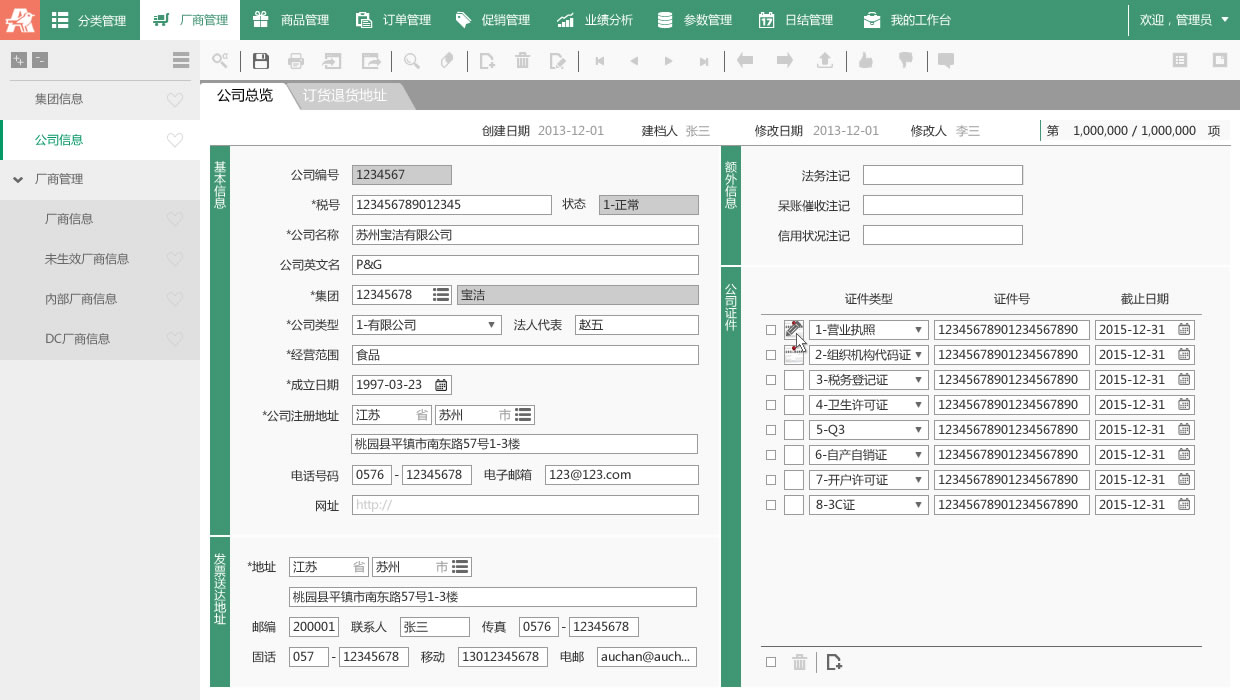 分类管理 厂商管理 商品管理 订单管理 促销管理 业绩分析 参数管理 日结管理 我的工作台 欢迎，管理员
集团信息
公司信息
厂商管理
厂商信息
未生效厂商信息
内部厂商信息
DC厂商信息
公司总览 订货退货地址
创建日期 2013-12-01 建档人 张三 修改日期 2013-12-01 修改人 李三 第 1,000,000 / 1,000,000 项
基本信息
公司编号 1234567
*税号 123456789012345 状态 1-正常
*公司名称 苏州宝洁有限公司
公司英文名 P&G
*集团 12345678 宝洁
*公司类型 1-有限公司 法人代表 赵五
*经营范围 食品
*成立日期 1997-03-23
*公司注册地址 江苏 省 苏州 市
桃园县平镇市南东路57号1-3楼
电话号码 0576 - 12345678 电子邮箱 123@123.com
网址 http://
发票送达地址
*地址 江苏 省 苏州 市
桃园县平镇市南东路57号1-3楼
邮编 200001 联系人 张三 传真 0576 - 12345678
固话 057 - 12345678 移动 13012345678 电邮 auchan@auch...
额外信息
法务注记
呆账催收注记
信用状况注记
公司证件
证件类型 证件号 截止日期
1-营业执照 12345678901234567890 2015-12-31
2-组织机构代码证 12345678901234567890 2015-12-31
3-税务登记证 12345678901234567890 2015-12-31
4-卫生许可证 12345678901234567890 2015-12-31
5-Q3 12345678901234567890 2015-12-31
6-自产自销证 12345678901234567890 2015-12-31
7-开户许可证 12345678901234567890 2015-12-31
8-3C证 12345678901234567890 2015-12-31